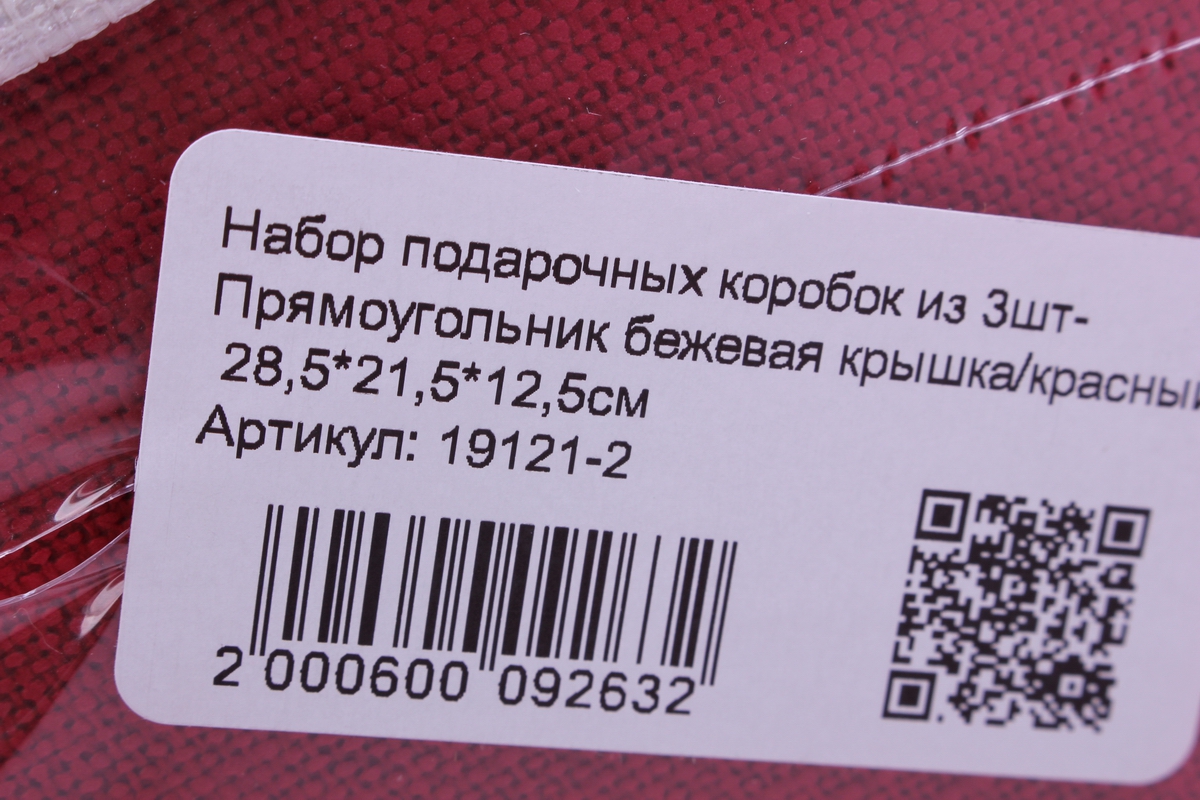 Набор подарочных коробок из 3шт-
Прямоугольник бежевая крышка/красный
28,5*21,5*12,5см
Артикул: 19121-2
2 000600 092632